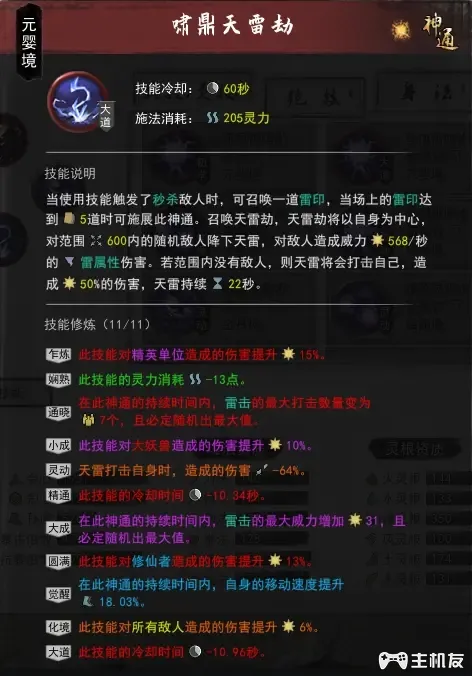 元婴境
啸鼎天雷劫
神通
大道
技能冷却： 60秒
施法消耗： 205灵力
技能说明
当使用技能触发了秒杀敌人时，可召唤一道雷印，当场上的雷印达
到 5道时可施展此神通。召唤天雷劫，天雷劫将以自身为中心，
对范围 600内的随机敌人降下天雷，对敌人造成威力 568/秒
的 雷属性伤害。若范围内没有敌人，则天雷将会打击自己，造
成 50%的伤害，天雷持续 22秒。
技能修炼（11/11）
乍炼 此技能对精英单位造成的伤害提升 15%。
娴熟 此技能的灵力消耗 -13点。
通晓 在此神通的持续时间内，雷击的最大打击数量变为
7个，且必定随机出最大值。
小成 此技能对大妖兽造成的伤害提升 10%。
灵动 天雷打击自身时，造成的伤害 -64%。
精通 此技能的冷却时间 -10.34秒。
大成 在此神通的持续时间内，雷击的最大威力增加 31，且
必定随机出最大值。
圆满 此技能对修仙者造成的伤害提升 13%。
觉醒 在此神通的持续时间内，自身的移动速度提升
18.03%。
化境 此技能对所有敌人造成的伤害提升 6%。
大道 此技能的冷却时间 -10.96秒。
主机友